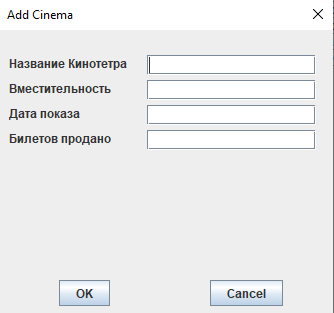 Add Cinema
Название Кинотетра
Вместительность
Дата показа
Билетов продано
OK
Cancel